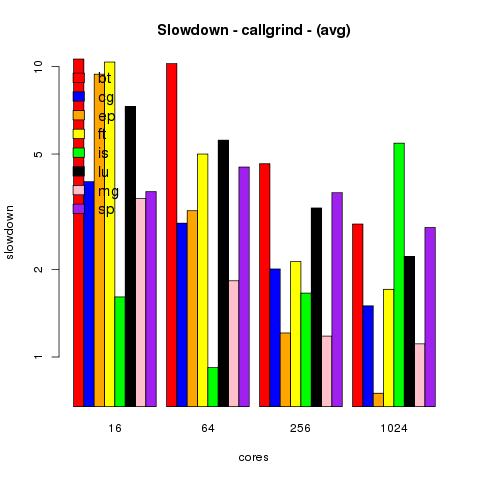 Slowdown - callgrind - (avg)
slowdown
10
5
2
1
bt
cg
ep
ft
is
lu
mg
sp
16 64 256 1024
cores